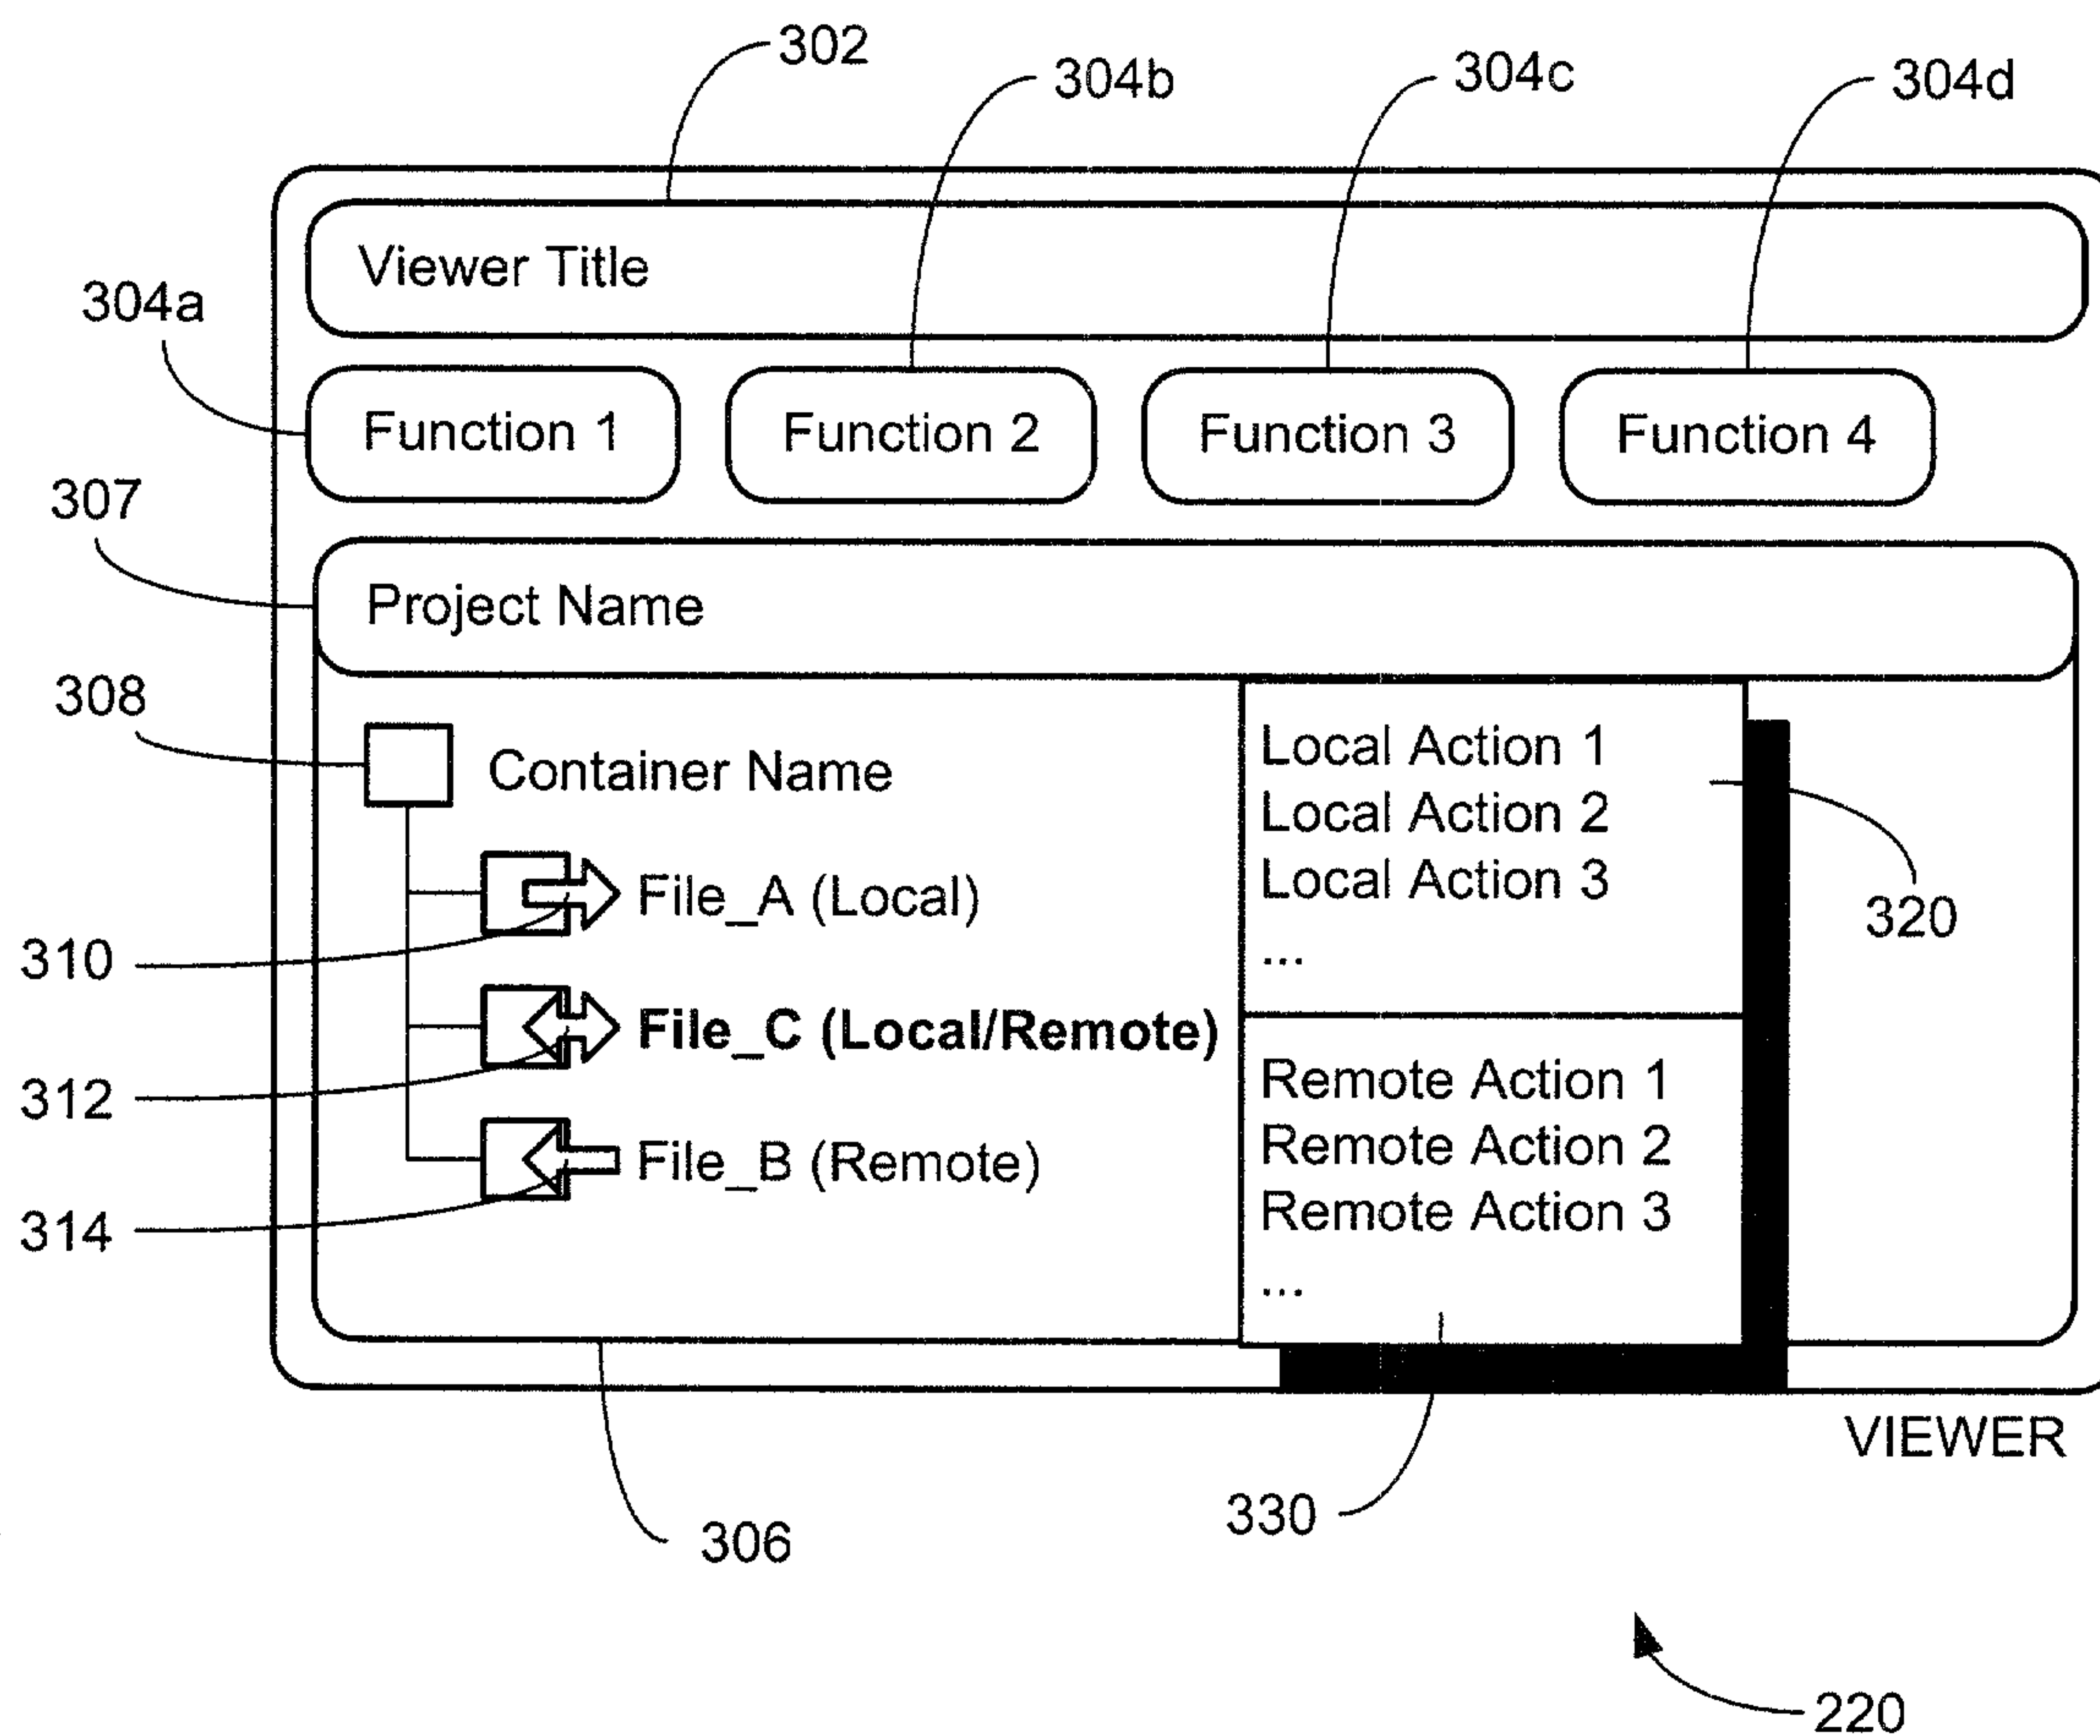 302
304b
304c
304d
Viewer Title
304a
Function 1
Function 2
Function 3
Function 4
307
Project Name
308
Container Name
File_A (Local)
310
File_C (Local/Remote)
312
File_B (Remote)
314
Local Action 1
Local Action 2
Local Action 3
...
320
Remote Action 1
Remote Action 2
Remote Action 3
...
VIEWER
330
306
220